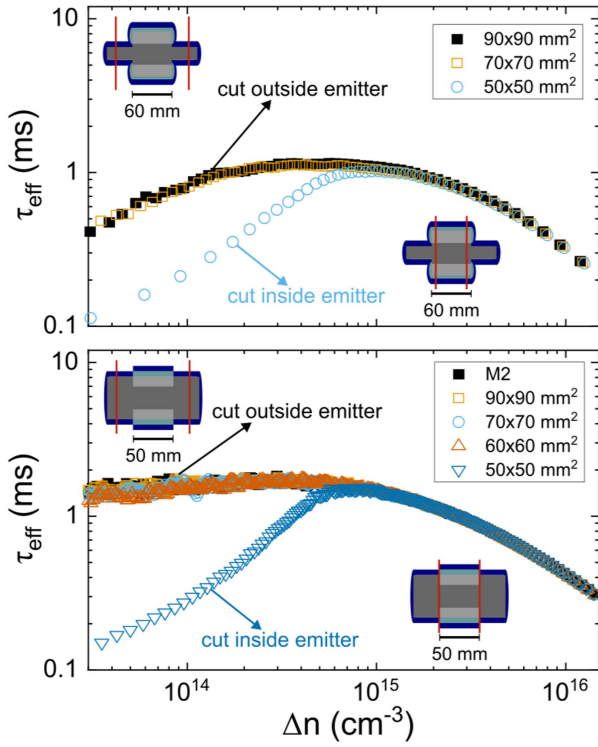 10
90x90 mm²
70x70 mm²
50x50 mm²
60 mm
cut outside emitter
τeff (ms)
1
cut inside emitter
60 mm
0.1
10
M2
90x90 mm²
70x70 mm²
60x60 mm²
50x50 mm²
cut outside emitter
50 mm
τeff (ms)
1
cut inside emitter
50 mm
0.1
10¹⁴
10¹⁵
10¹⁶
Δn (cm⁻³)